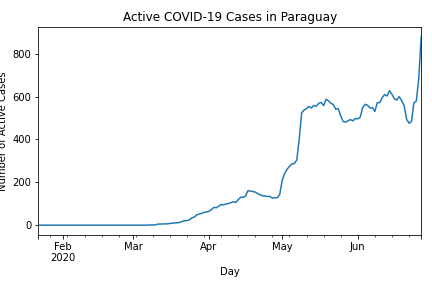 Active COVID-19 Cases in Paraguay
Number of Active Cases
800
600
400
200
0
Feb
2020
Mar
Apr
May
Jun
Day